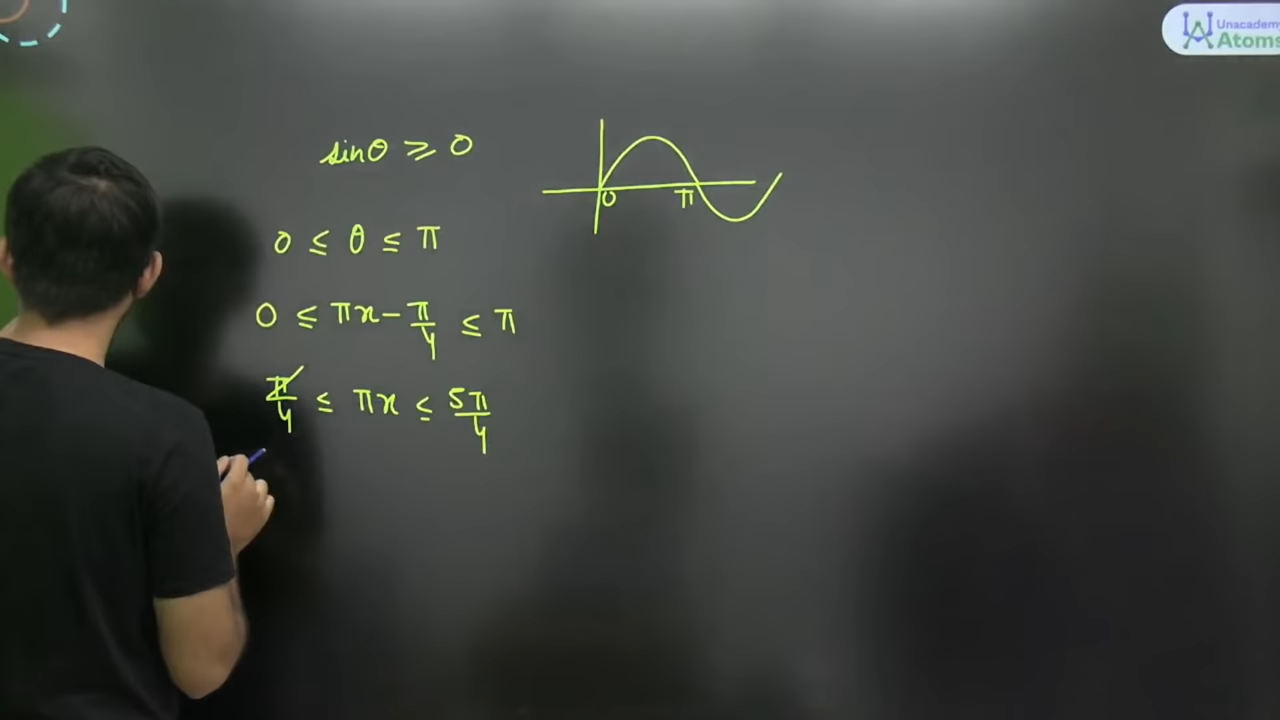 Unacademy
Atoms
sinθ ≥ 0
0 π
0 ≤ θ ≤ π
0 ≤ πx - π/4 ≤ π
π/4 ≤ πx ≤ 5π/4